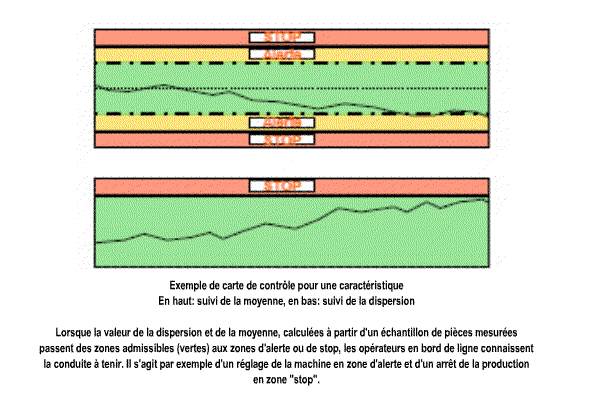 STOP
Alerte
Alerte
STOP
STOP
Exemple de carte de contrôle pour une caractéristique
En haut: suivi de la moyenne, en bas: suivi de la dispersion
Lorsque la valeur de la dispersion et de la moyenne, calculées à partir d'un échantillon de pièces mesurées
passent des zones admissibles (vertes) aux zones d'alerte ou de stop, les opérateurs en bord de ligne connaissent
la conduite à tenir. Il s'agit par exemple d'un réglage de la machine en zone d'alerte et d'un arrêt de la production
en zone "stop".